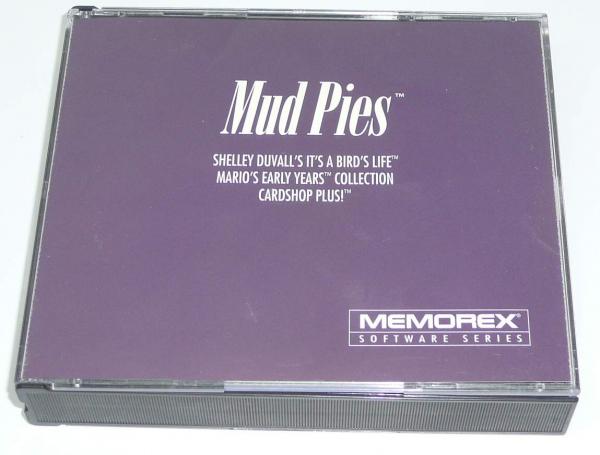 Mud Pies™
SHELLEY DUVALL'S IT'S A BIRD'S LIFE™
MARIO'S EARLY YEARS™ COLLECTION
CARDSHOP PLUS!™
MEMOREX®
SOFTWARE SERIES